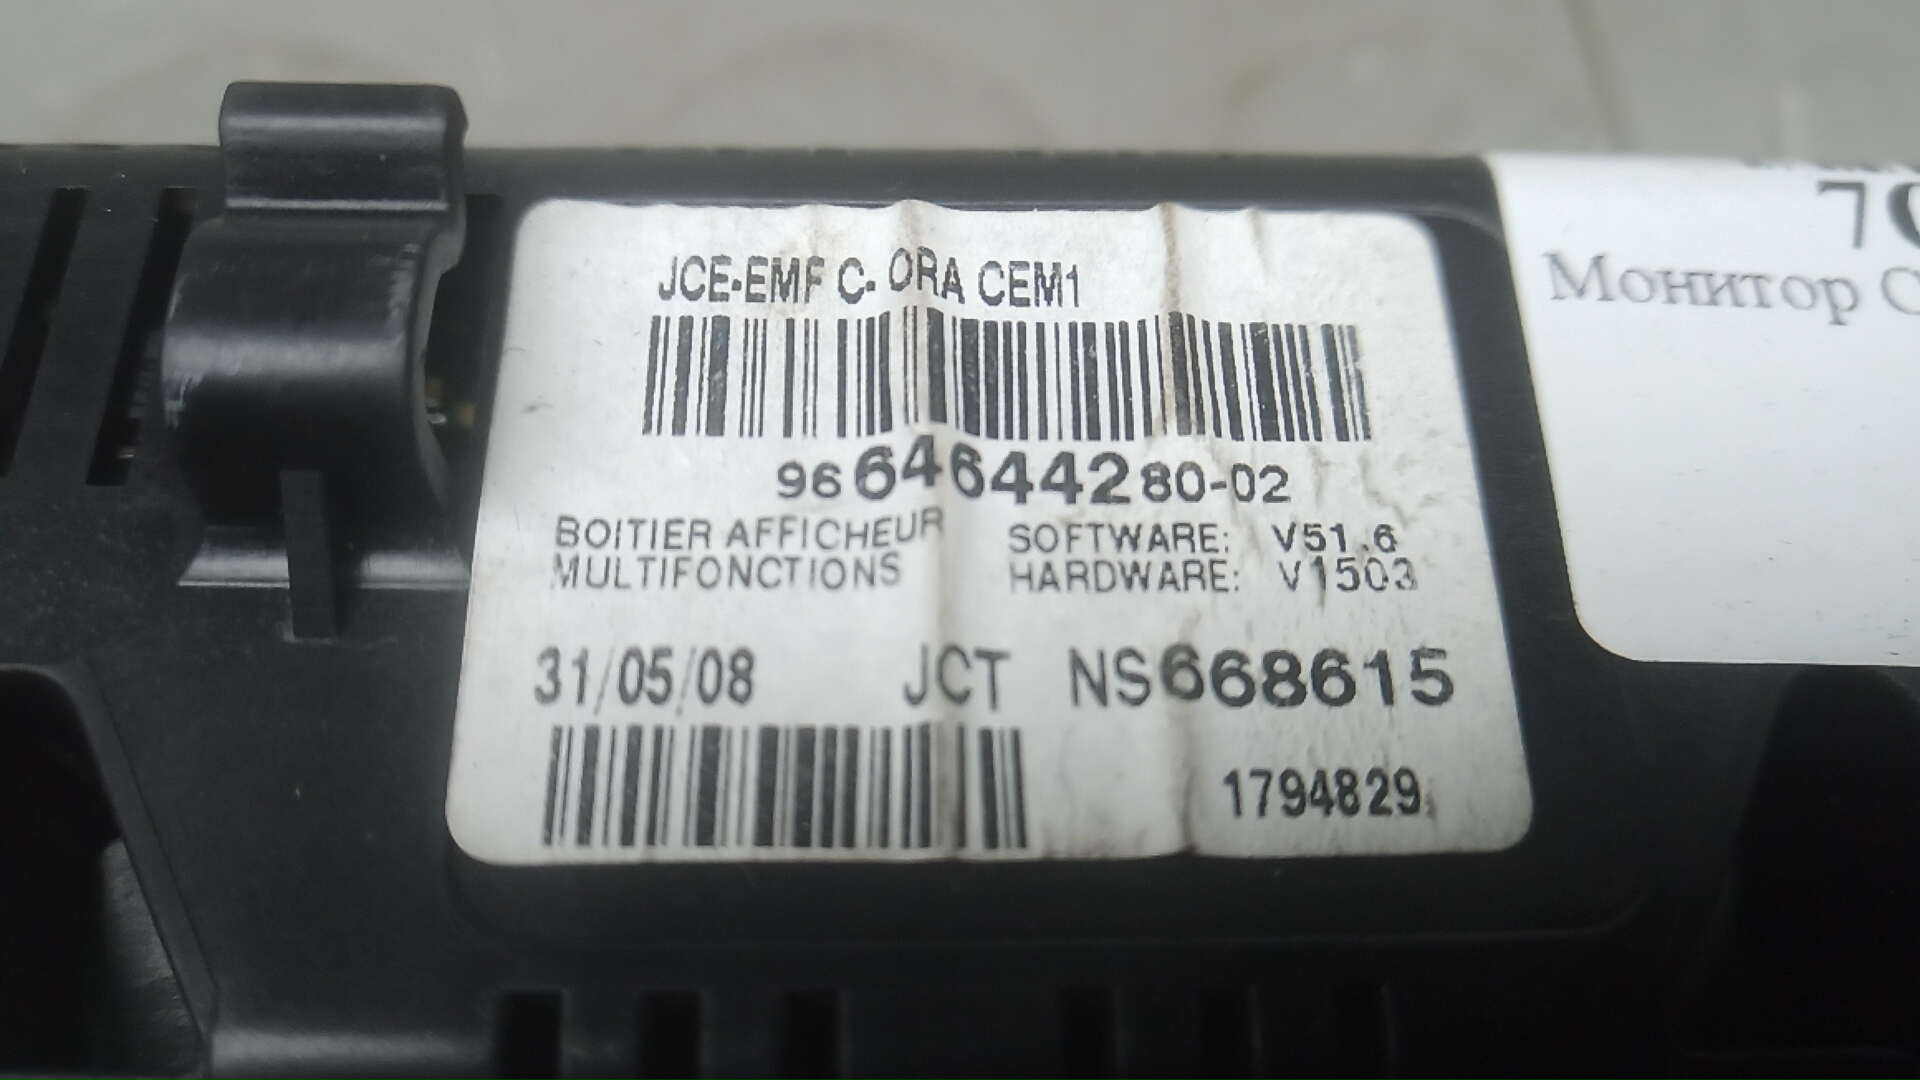 JCE-EMF C- ORA CEM1
9664644280-02
BOITIER AFFICHEUR
MULTIFONCTIONS
SOFTWARE: V51.6
HARDWARE: V1503
31/05/08 JCT NS668615
1794829
Монитор